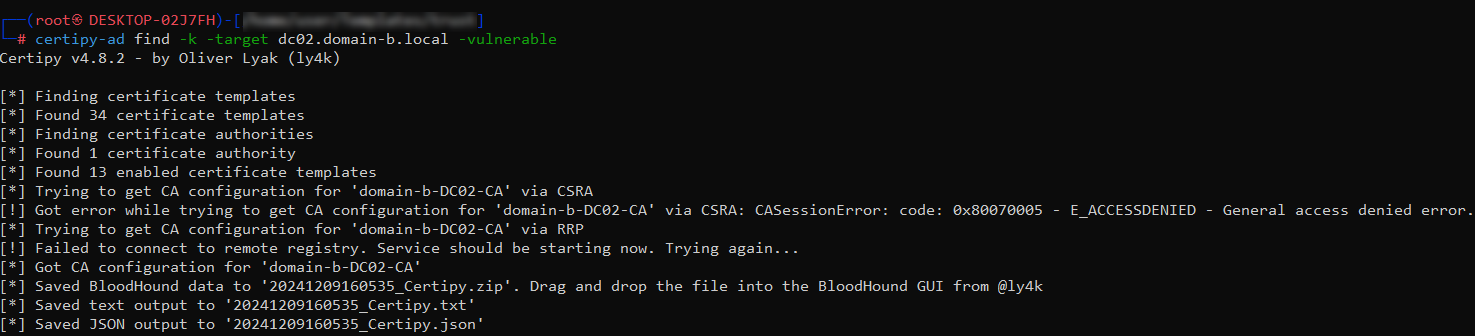 ┌──(root㉿ DESKTOP-02J7FH)-[]
└─# certipy-ad find -k -target dc02.domain-b.local -vulnerable
Certipy v4.8.2 - by Oliver Lyak (ly4k)
[*] Finding certificate templates
[*] Found 34 certificate templates
[*] Finding certificate authorities
[*] Found 1 certificate authority
[*] Found 13 enabled certificate templates
[*] Trying to get CA configuration for 'domain-b-DC02-CA' via CSRA
[!] Got error while trying to get CA configuration for 'domain-b-DC02-CA' via CSRA: CASessionError: code: 0x80070005 - E_ACCESSDENIED - General access denied error.
[*] Trying to get CA configuration for 'domain-b-DC02-CA' via RRP
[!] Failed to connect to remote registry. Service should be starting now. Trying again...
[*] Got CA configuration for 'domain-b-DC02-CA'
[*] Saved BloodHound data to '20241209160535_Certipy.zip'. Drag and drop the file into the BloodHound GUI from @ly4k
[*] Saved text output to '20241209160535_Certipy.txt'
[*] Saved JSON output to '20241209160535_Certipy.json'